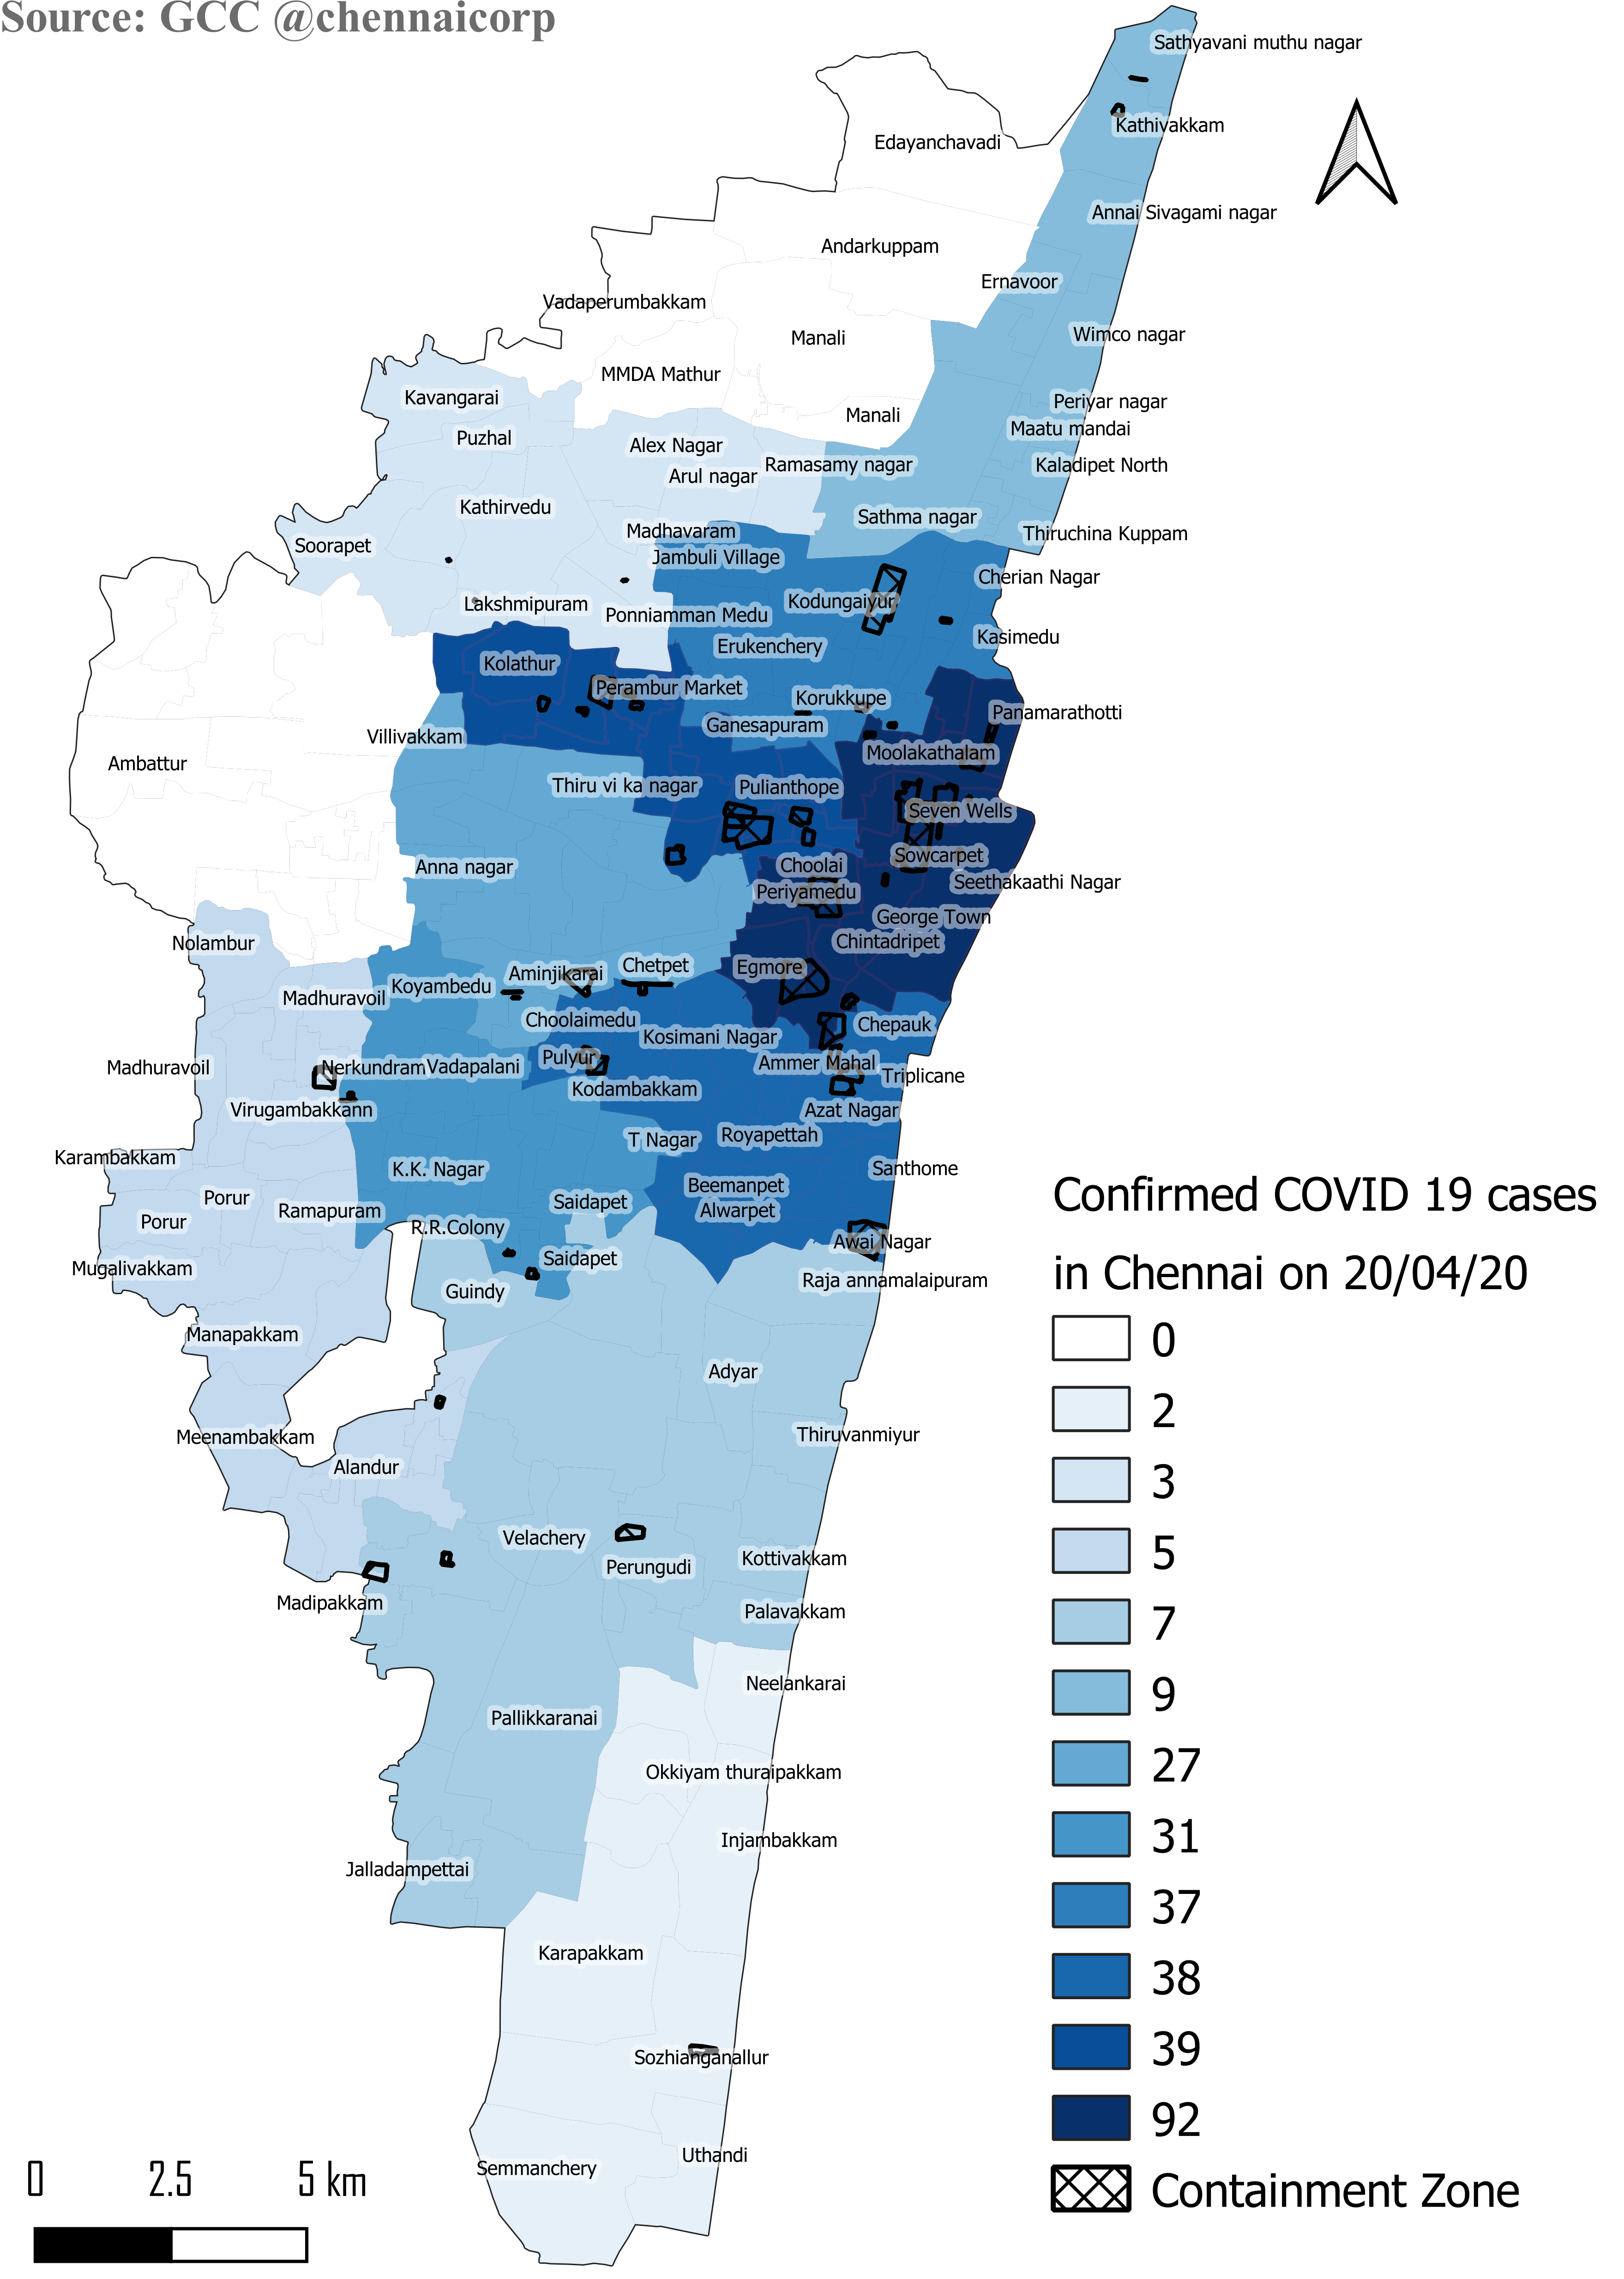 Source: GCC @chennaicorp
Sathyavani muthu nagar
Kathivakkam
Edayanchavadi
Annai Sivagami nagar
Andarkuppam
Ernavoor
Vadaperumbakkam
Wimco nagar
Manali
MMDA Mathur
Kavangarai
Periyar nagar
Manali
Maatu mandai
Puzhal
Alex Nagar
Ramasamy nagar
Kaladipet North
Arul nagar
Kathirvedu
Sathma nagar
Madhavaram
Thiruchina Kuppam
Soorapet
Jambuli Village
Cherian Nagar
Kodungaiyur
Lakshmipuram
Ponniamman Medu
Kasimedu
Erukenchery
Kolathur
Perambur Market
Korukkupe
Panamarathotti
Ganesapuram
Villivakkam
Moolakathalam
Ambattur
Thiru vi ka nagar
Pulianthope
Seven Wells
Sowcarpet
Anna nagar
Choolai
Seethakaathi Nagar
Periyamedu
George Town
Nolambur
Chintadripet
Egmore
Chetpet
Aminjikarai
Koyambedu
Madhuravoil
Choolaimedu
Chepauk
Kosimani Nagar
Pulyur
Ammer Mahal
Madhuravoil
Nerkundram
Vadapalani
Triplicane
Kodambakkam
Virugambakkann
Azat Nagar
Royapettah
T Nagar
Karambakkam
K.K. Nagar
Santhome
Beemanpet
Porur
Saidapet
Alwarpet
Ramapuram
Porur
R.R.Colony
Awai Nagar
Saidapet
Mugalivakkam
Raja annamalaipuram
Guindy
Manapakkam
Adyar
Thiruvanmiyur
Meenambakkam
Alandur
Velachery
Kottivakkam
Perungudi
Madipakkam
Palavakkam
Neelankarai
Pallikkaranai
Okkiyam thuraipakkam
Injambakkam
Jalladampettai
Karapakkam
Sozhianganallur
Uthandi
Semmanchery
Confirmed COVID 19 cases
in Chennai on 20/04/20
0
2
3
5
7
9
27
31
37
38
39
92
Containment Zone
0 2.5 5 km